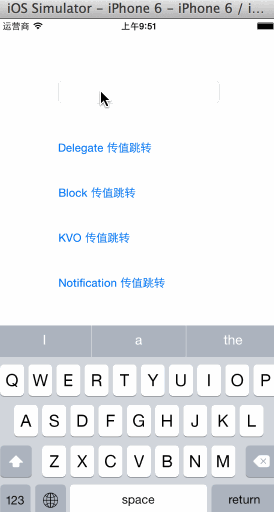 iOS Simulator – iPhone 6 – iPhone 6 / i...
运营商 上午9:51
Delegate 传值跳转
Block 传值跳转
KVO 传值跳转
Notification 传值跳转
I a the
Q W E R T Y U I O P
A S D F G H J K L
Z X C V B N M
123 space return